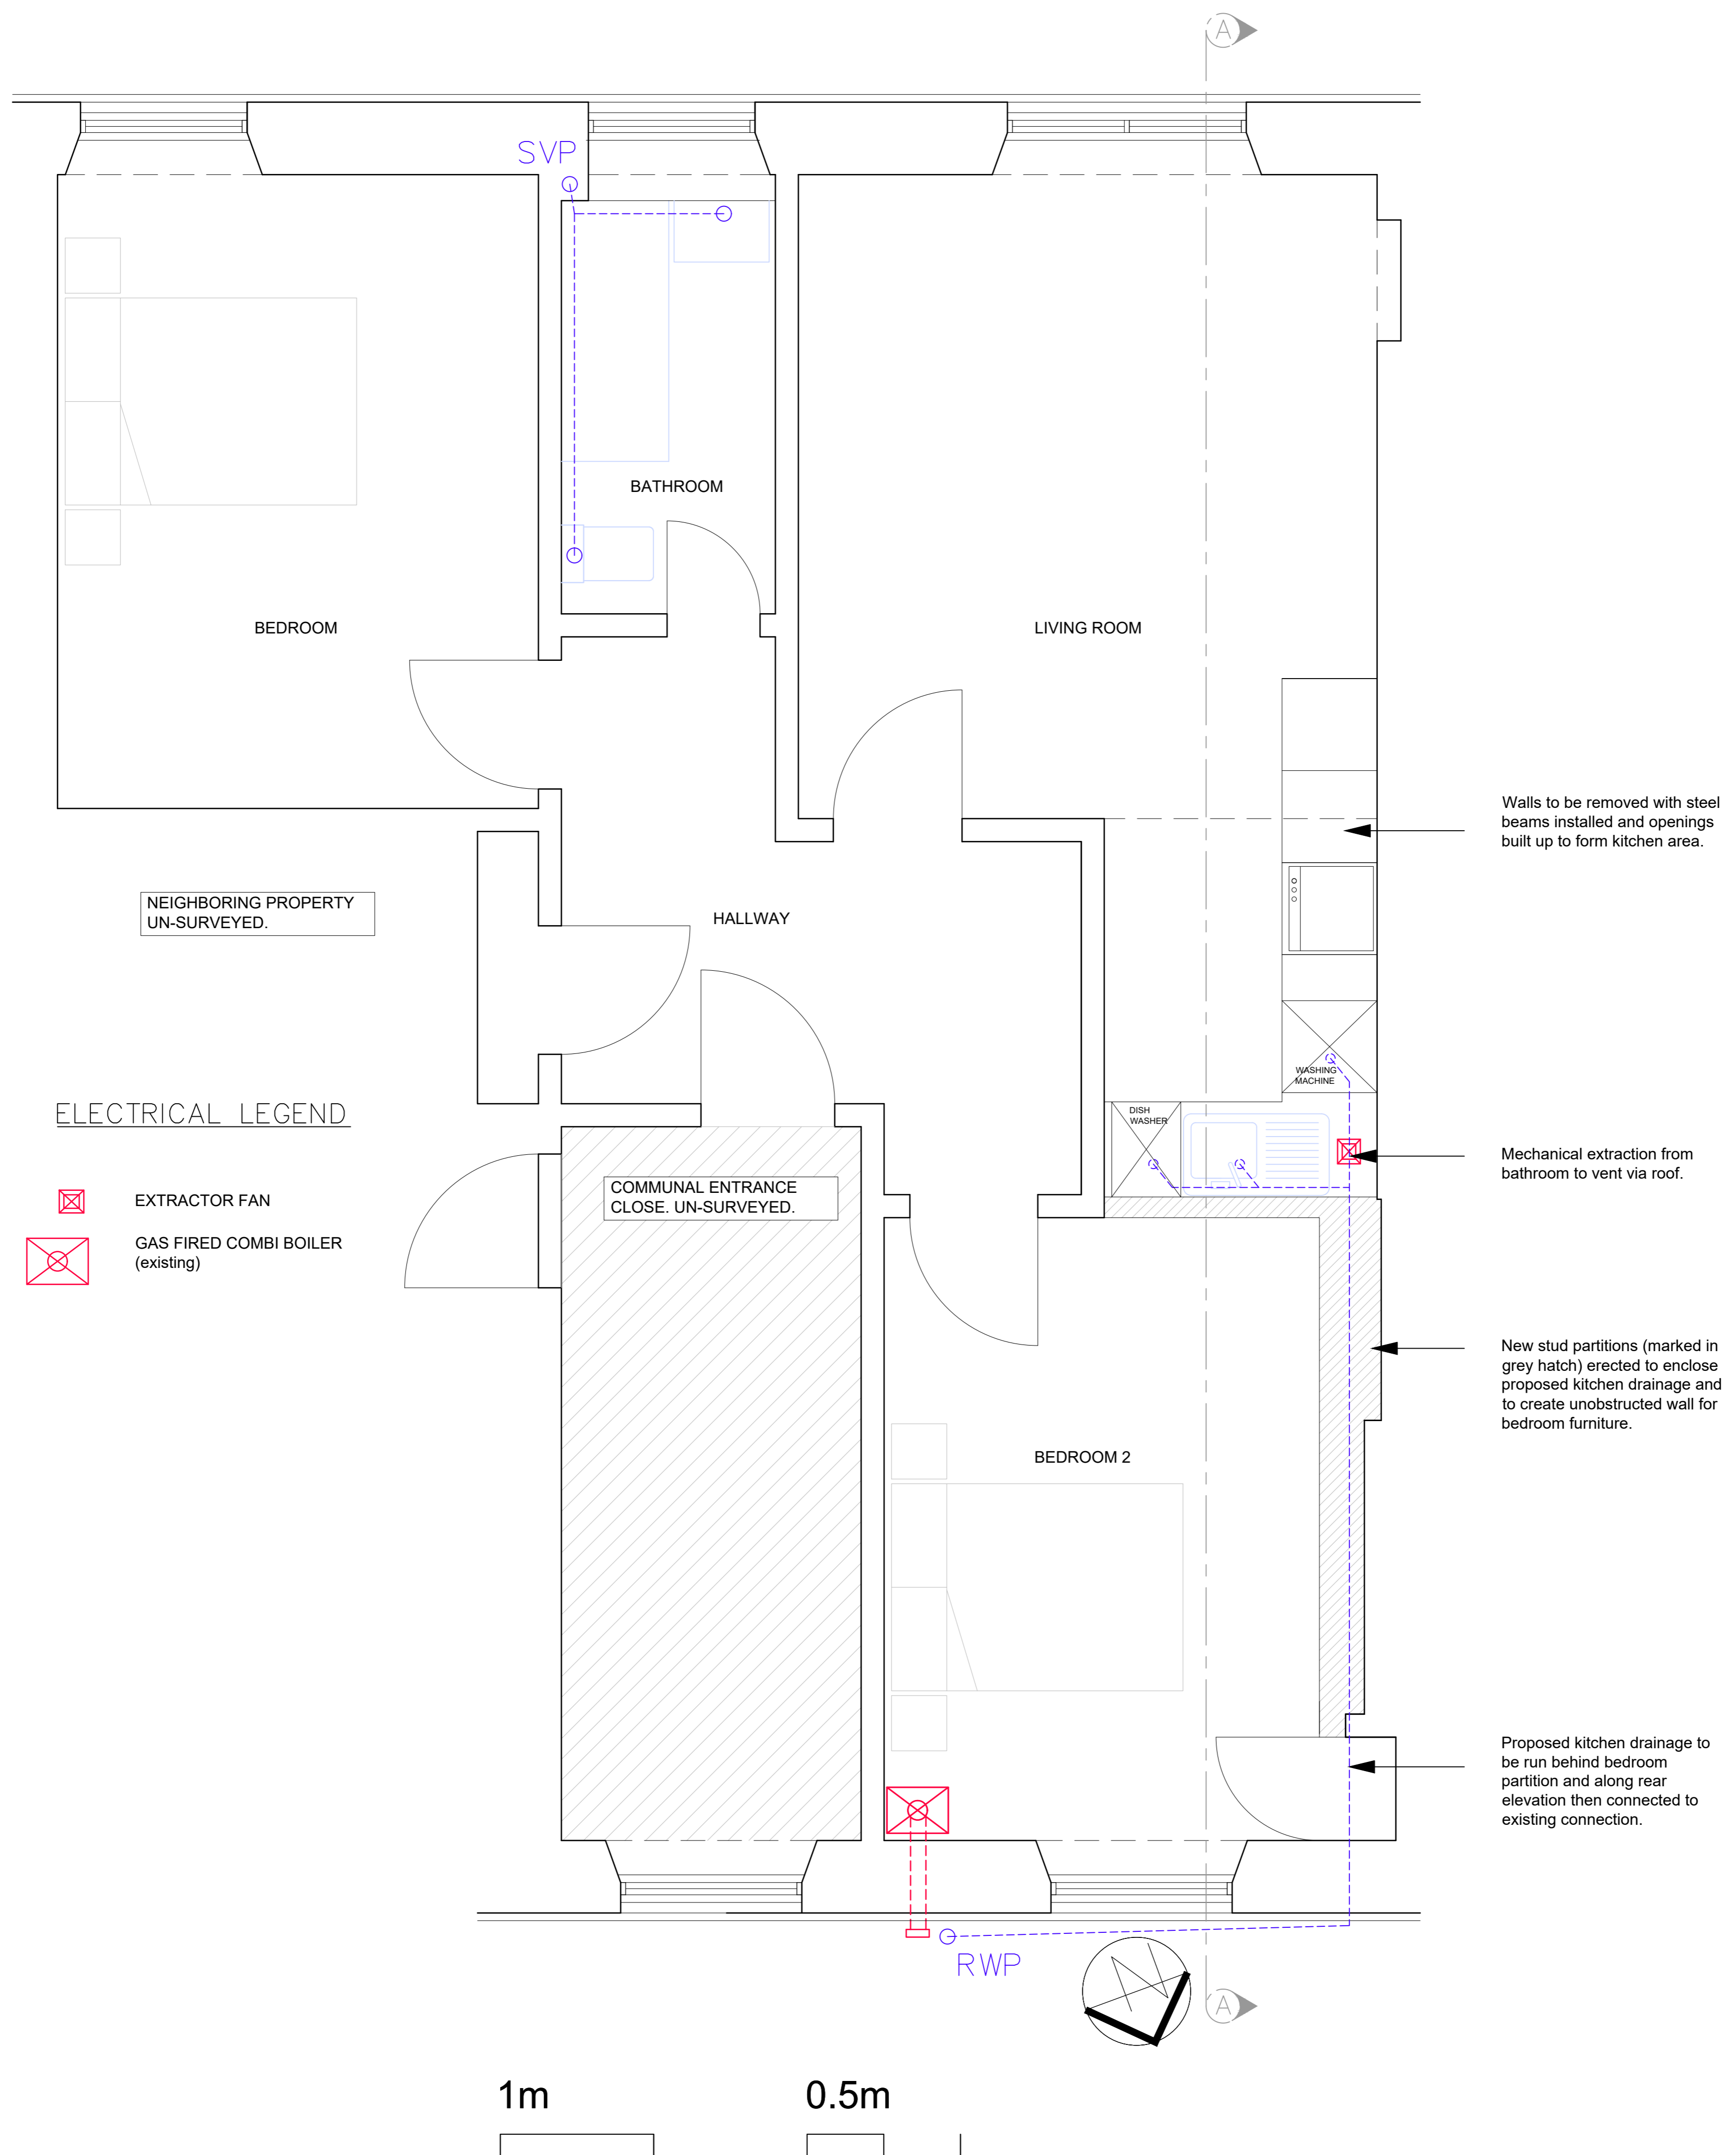 A
SVP
BATHROOM
BEDROOM
LIVING ROOM
Walls to be removed with steel
beams installed and openings
built up to form kitchen area.
NEIGHBORING PROPERTY
UN-SURVEYED.
HALLWAY
WASHING
MACHINE
ELECTRICAL LEGEND
DISH
WASHER
EXTRACTOR FAN
GAS FIRED COMBI BOILER
(existing)
COMMUNAL ENTRANCE
CLOSE. UN-SURVEYED.
Mechanical extraction from
bathroom to vent via roof.
New stud partitions (marked in
grey hatch) erected to enclose
proposed kitchen drainage and
to create unobstructed wall for
bedroom furniture.
BEDROOM 2
Proposed kitchen drainage to
be run behind bedroom
partition and along rear
elevation then connected to
existing connection.
RWP
N
A
1m
0.5m